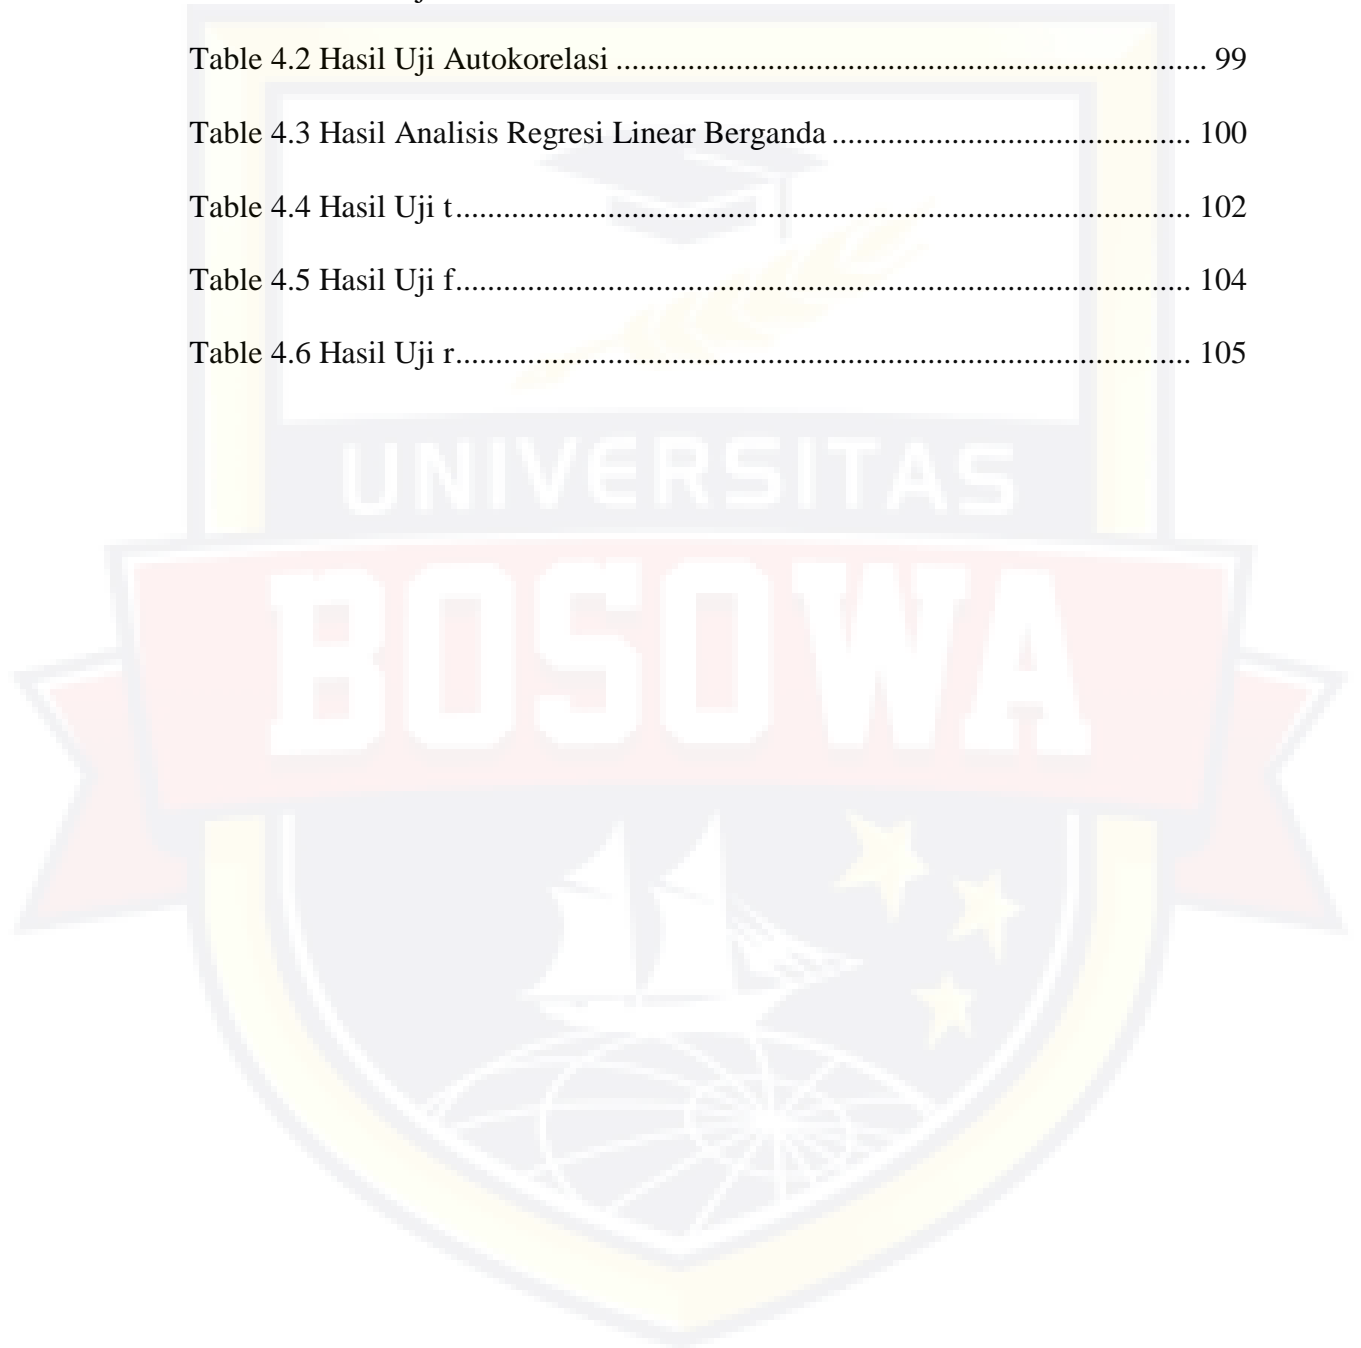 Table 4.2 Hasil Uji Autokorelasi .......................................................................... 99
Table 4.3 Hasil Analisis Regresi Linear Berganda ............................................. 100
Table 4.4 Hasil Uji t............................................................................................ 102
Table 4.5 Hasil Uji f............................................................................................ 104
Table 4.6 Hasil Uji r............................................................................................ 105
UNIVERSITAS
BOSOWA